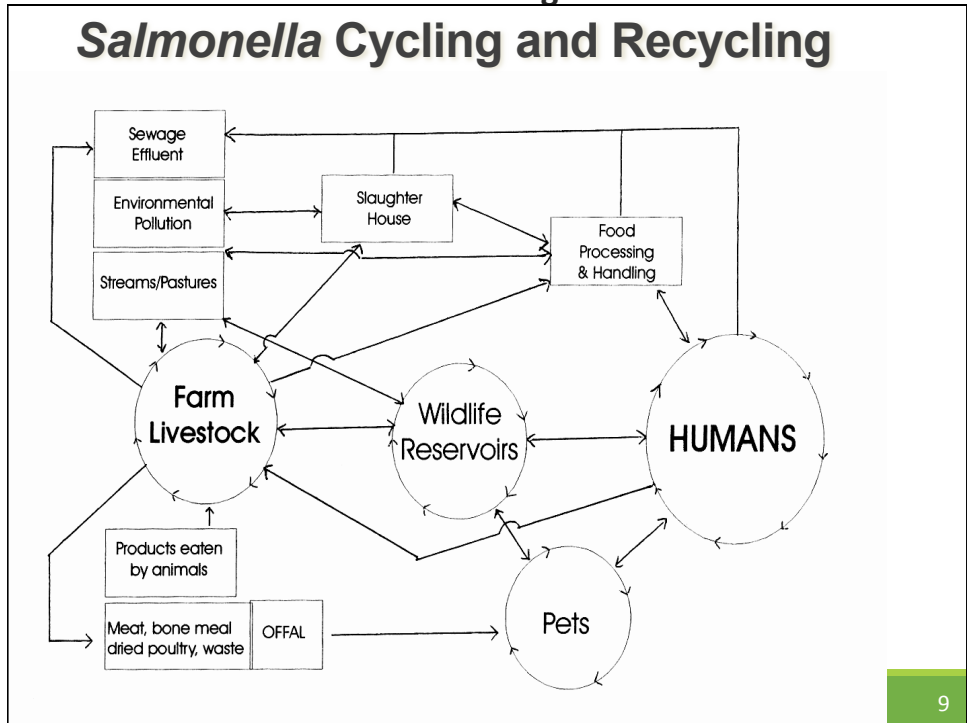 Salmonella Cycling and Recycling
Sewage
Effluent
Environmental
Pollution
Streams/Pastures
Slaughter
House
Food
Processing
& Handling
Farm
Livestock
Wildlife
Reservoirs
HUMANS
Products eaten
by animals
Meat, bone meal
dried poultry, waste
OFFAL
Pets
9